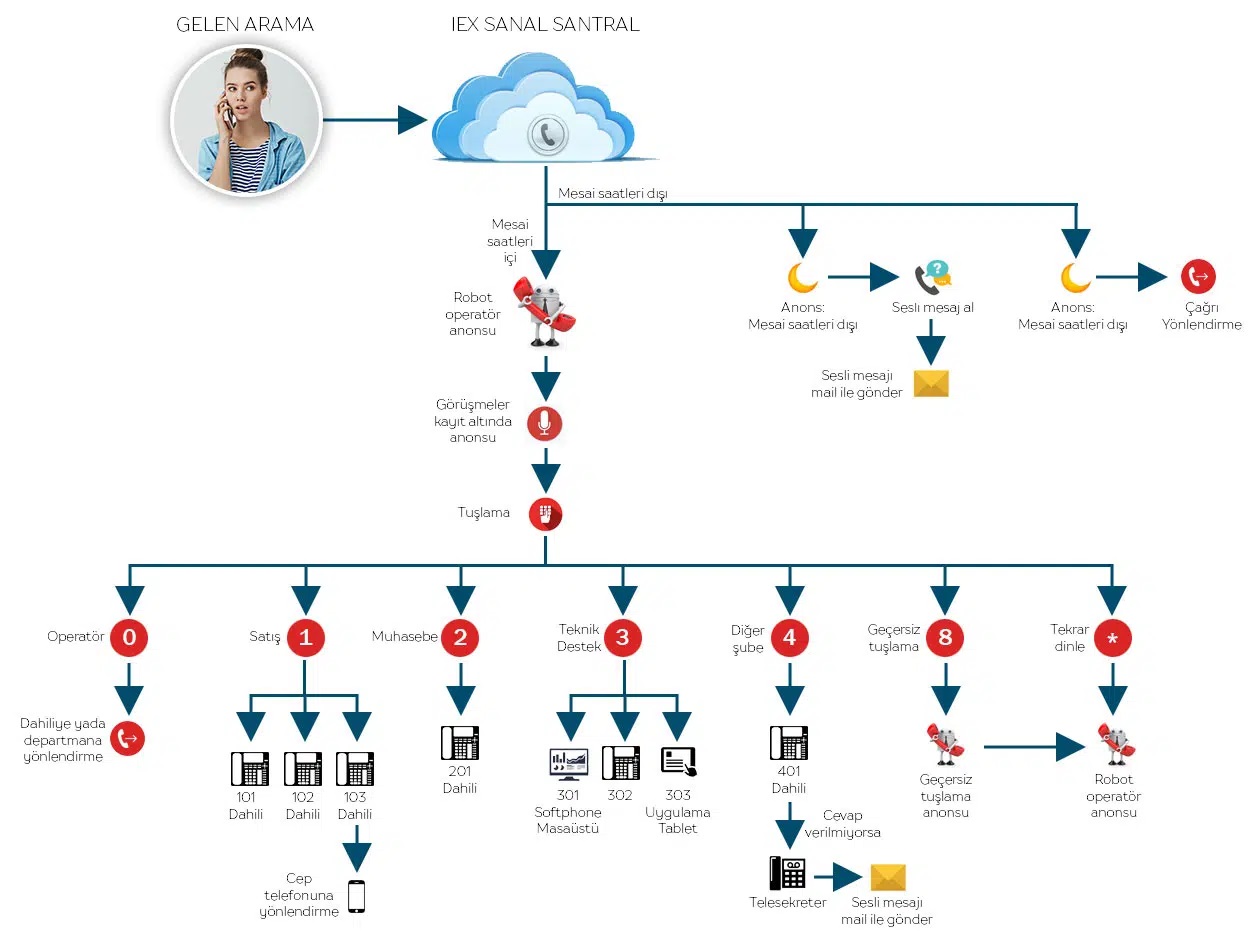 GELEN ARAMA
IEX SANAL SANTRAL
Mesai saatleri dışı
Mesai
saatleri
içi
Robot
operatör
anonsu
Anons:
Mesai saatleri dışı
Sesli mesaj al
Anons:
Mesai saatleri dışı
Çağrı
Yönlendirme
Sesli mesajı
mail ile gönder
Görüşmeler
kayıt altında
anonsu
Tuşlama
Operatör
0
Satış
1
Muhasebe
2
Teknik
Destek
3
Diğer
şube
4
Geçersiz
tuşlama
8
Tekrar
dinle
*
Dahiliye yada
departmana
yönlendirme
101
Dahili
102
Dahili
103
Dahili
201
Dahili
301
Softphone
Masaüstü
302
303
Uygulama
Tablet
401
Dahili
Geçersiz
tuşlama
anonsu
Robot
operatör
anonsu
Cevap
verilmiyorsa
Cep
telefonuna
yönlendirme
Telesekreter
Sesli mesajı
mail ile gönder